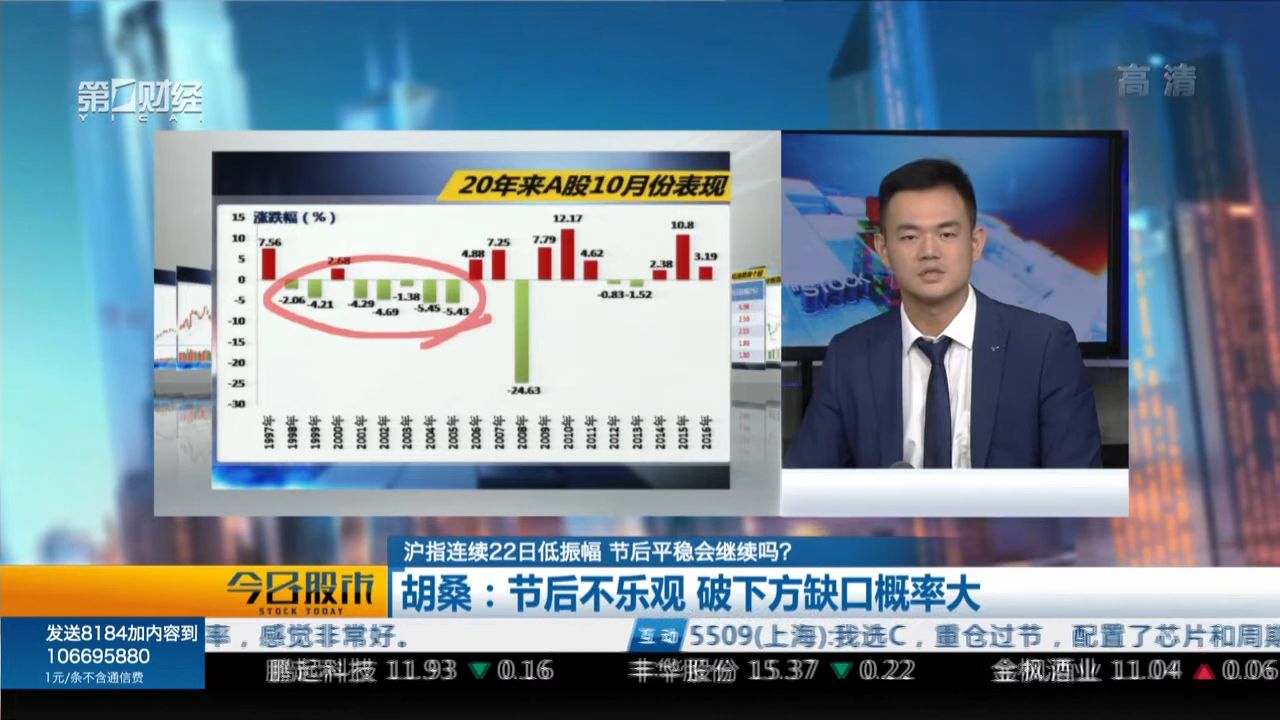 第一财经
YICAI
高清
20年来A股10月份表现
涨跌幅（%）
15
10
5
0
-5
-10
-15
-20
-25
-30
7.56
-2.06
-4.21
2.68
-4.29
-4.69
-1.38
-5.45
-5.43
4.88
7.25
-24.63
7.79
12.17
4.62
-0.83
-1.52
2.38
10.8
3.19
1997年
1998年
1999年
2000年
2001年
2002年
2003年
2004年
2005年
2006年
2007年
2008年
2009年
2010年
2011年
2012年
2013年
2014年
2015年
2016年
STOCK
沪指连续22日低振幅 节后平稳会继续吗?
今日股市
STOCK TODAY
胡桑：节后不乐观 破下方缺口概率大
发送8184加内容到
106695880
1元/条不含通信费
率，感觉非常好。 互动 5509(上海):我选C，重仓过节，配置了芯片和周期
鹏起科技 11.93 ▼ 0.16 丰华股份 15.37 ▼ 0.22 金枫酒业 11.04 ▲ 0.06